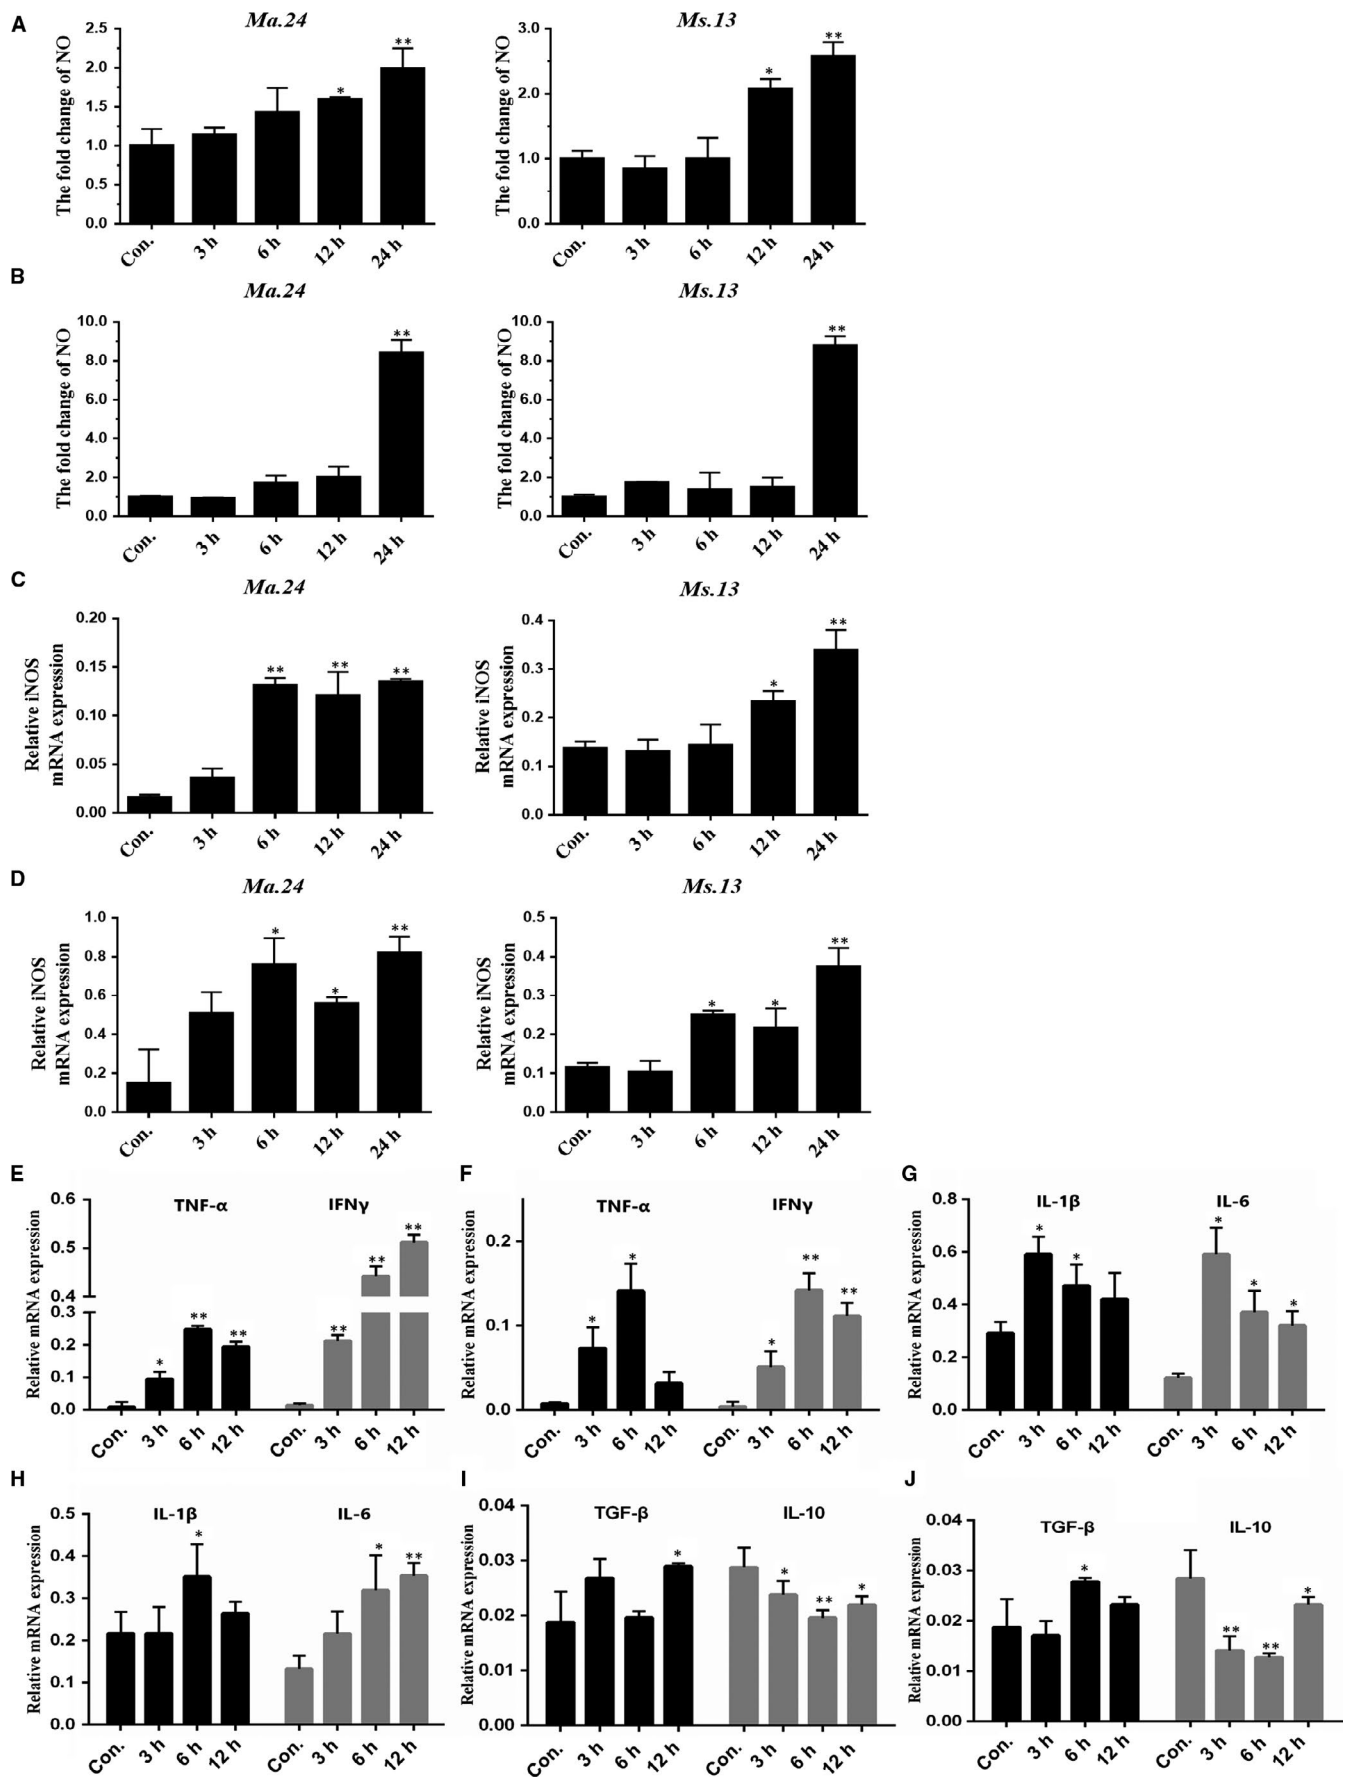 A
Ma.24
Ms.13
The fold change of NO
2.5
2.0
1.5
1.0
0.5
0.0
*
**
Con.
3 h
6 h
12 h
24 h
The fold change of NO
3.0
2.0
1.0
0.0
*
**
Con.
3 h
6 h
12 h
24 h
B
Ma.24
Ms.13
The fold change of NO
10.0
8.0
6.0
4.0
2.0
0.0
**
Con.
3 h
6 h
12 h
24 h
The fold change of NO
10.0
8.0
6.0
4.0
2.0
0.0
**
Con.
3 h
6 h
12 h
24 h
C
Ma.24
Ms.13
Relative iNOS
mRNA expression
0.20
0.15
0.10
0.05
0.00
**
**
**
Con.
3 h
6 h
12 h
24 h
Relative iNOS
mRNA expression
0.4
0.3
0.2
0.1
0.0
*
**
Con.
3 h
6 h
12 h
24 h
D
Ma.24
Ms.13
Relative iNOS
mRNA expression
1.0
0.8
0.6
0.4
0.2
0.0
*
*
**
Con.
3 h
6 h
12 h
24 h
Relative iNOS
mRNA expression
0.5
0.4
0.3
0.2
0.1
0.0
*
*
**
Con.
3 h
6 h
12 h
24 h
E
TNF-α
IFNγ
Relative mRNA expression
0.6
0.5
0.4
0.3
0.2
0.1
0.0
*
**
**
**
**
**
Con.
3 h
6 h
12 h
Con.
3 h
6 h
12 h
F
TNF-α
IFNγ
Relative mRNA expression
0.2
0.1
0.0
*
*
*
**
**
Con.
3 h
6 h
12 h
Con.
3 h
6 h
12 h
G
IL-1β
IL-6
Relative mRNA expression
0.8
0.6
0.4
0.2
0.0
*
*
*
*
*
Con.
3 h
6 h
12 h
Con.
3 h
6 h
12 h
H
IL-1β
IL-6
Relative mRNA expression
0.5
0.4
0.3
0.2
0.1
0.0
*
*
**
Con.
3 h
6 h
12 h
Con.
3 h
6 h
12 h
I
TGF-β
IL-10
Relative mRNA expression
0.04
0.03
0.02
0.01
0.00
*
*
**
*
Con.
3 h
6 h
12 h
Con.
3 h
6 h
12 h
J
TGF-β
IL-10
Relative mRNA expression
0.04
0.03
0.02
0.01
0.00
*
**
**
*
Con.
3 h
6 h
12 h
Con.
3 h
6 h
12 h